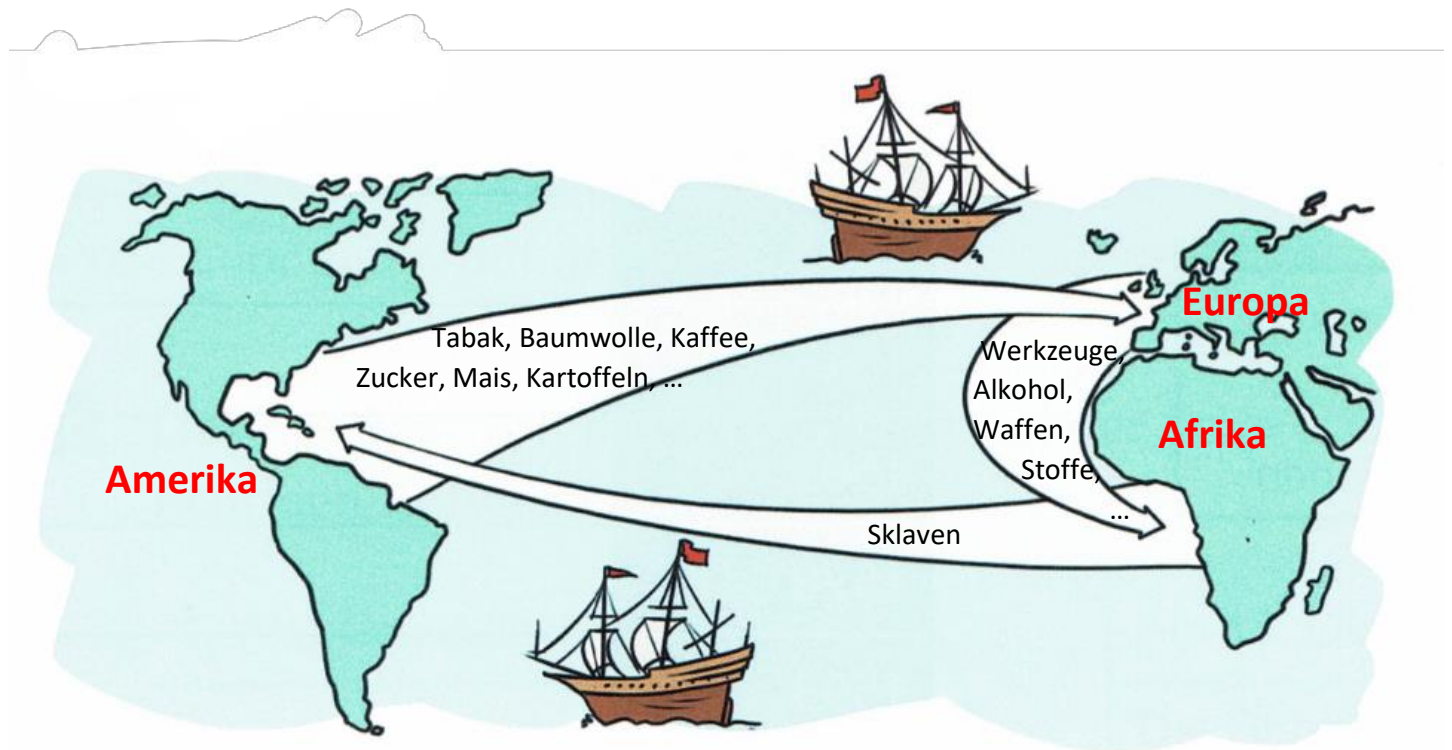 Tabak, Baumwolle, Kaffee,
Zucker, Mais, Kartoffeln, ...
Europa
Werkzeuge,
Alkohol,
Waffen,
Stoffe,
...
Afrika
Amerika
Sklaven